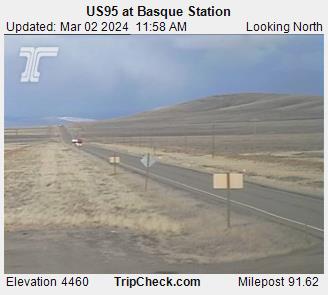 US95 at Basque Station
Updated: Mar 02 2024 11:58 AM Looking North
Elevation 4460 TripCheck.com Milepost 91.62